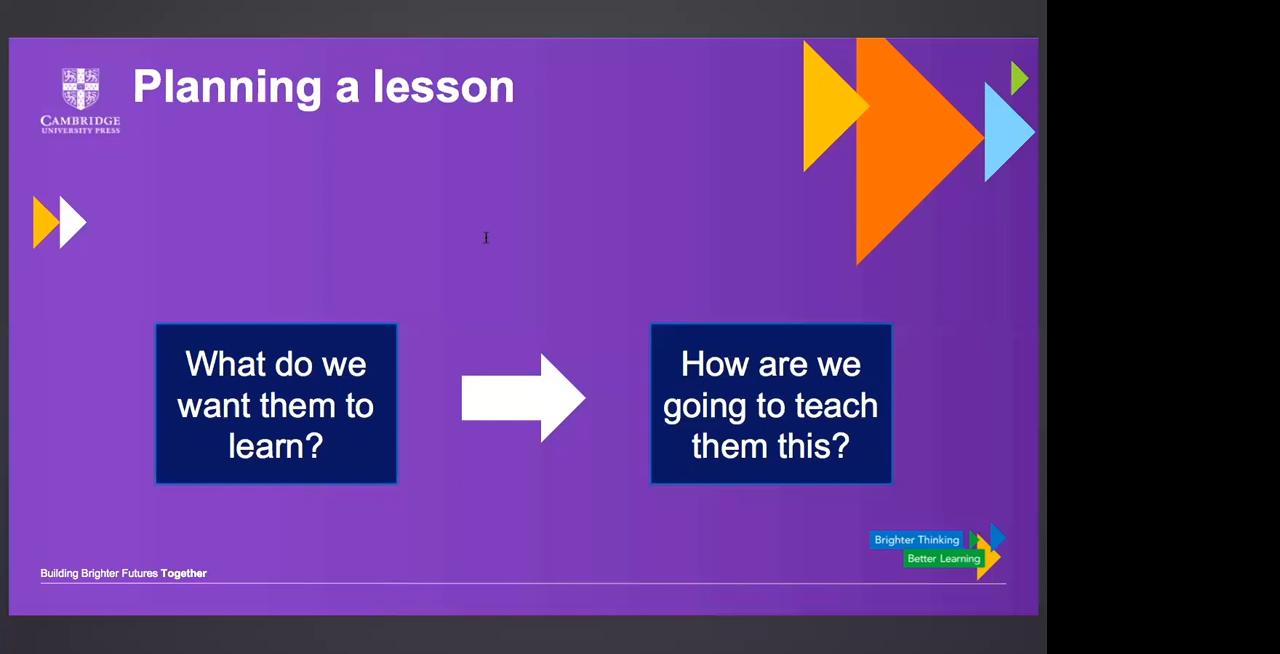 Planning a lesson
CAMBRIDGE
UNIVERSITY PRESS
What do we
want them to
learn?
How are we
going to teach
them this?
Brighter Thinking
Better Learning
Building Brighter Futures Together